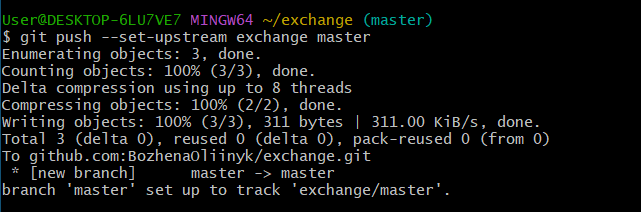 User@DESKTOP-6LU7VE7 MINGW64 ~/exchange (master)
$ git push --set-upstream exchange master
Enumerating objects: 3, done.
Counting objects: 100% (3/3), done.
Delta compression using up to 8 threads
Compressing objects: 100% (2/2), done.
Writing objects: 100% (3/3), 311 bytes | 311.00 KiB/s, done.
Total 3 (delta 0), reused 0 (delta 0), pack-reused 0 (from 0)
To github.com:BozhenaOliinyk/exchange.git
 * [new branch]      master -> master
branch 'master' set up to track 'exchange/master'.